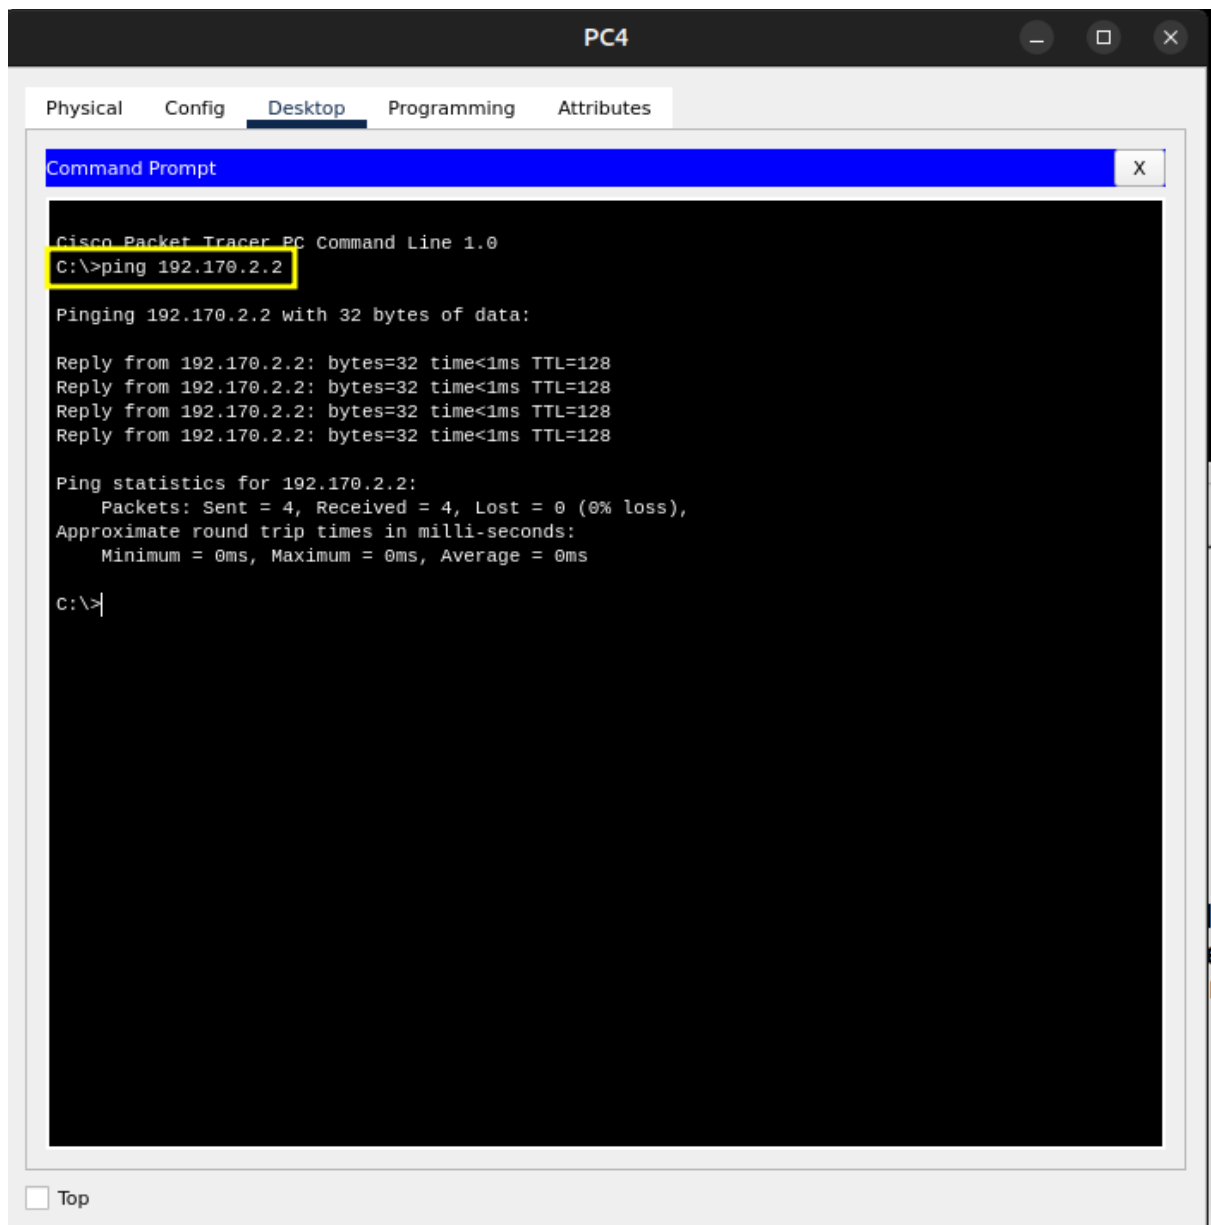 PC4
Physical Config Desktop Programming Attributes
Command Prompt X
Cisco Packet Tracer PC Command Line 1.0
C:\>ping 192.170.2.2
Pinging 192.170.2.2 with 32 bytes of data:
Reply from 192.170.2.2: bytes=32 time<1ms TTL=128
Reply from 192.170.2.2: bytes=32 time<1ms TTL=128
Reply from 192.170.2.2: bytes=32 time<1ms TTL=128
Reply from 192.170.2.2: bytes=32 time<1ms TTL=128
Ping statistics for 192.170.2.2:
    Packets: Sent = 4, Received = 4, Lost = 0 (0% loss),
Approximate round trip times in milli-seconds:
    Minimum = 0ms, Maximum = 0ms, Average = 0ms
C:\>
Top